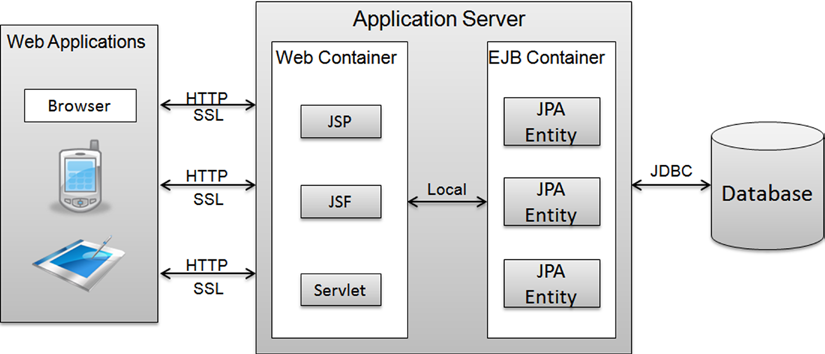 Application Server
Web Applications
Web Container
EJB Container
Browser
HTTP
SSL
JSP
JPA
Entity
HTTP
SSL
JSF
Local
JPA
Entity
JDBC
Database
HTTP
SSL
Servlet
JPA
Entity